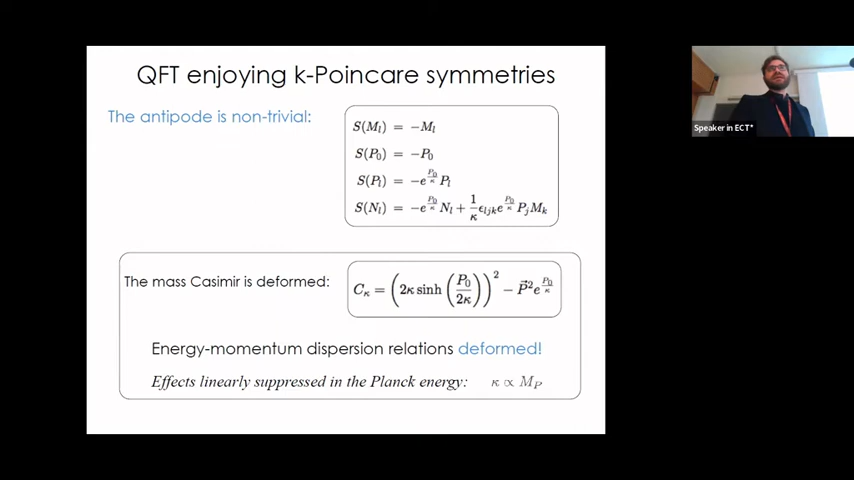 QFT enjoying k-Poincare symmetries
The antipode is non-trivial:
S(M_l) = −M_l
S(P_0) = −P_0
S(P_l) = −e^{P_0/κ} P_l
S(N_l) = −e^{P_0/κ} N_l + 1/κ ϵ_{ljk} e^{P_0/κ} P_j M_k
The mass Casimir is deformed:
C_κ = (2κ sinh (P_0/2κ))^2 − P⃗^2 e^{P_0/κ}
Energy-momentum dispersion relations deformed!
Effects linearly suppressed in the Planck energy: κ ∝ M_P
Speaker in ECT*